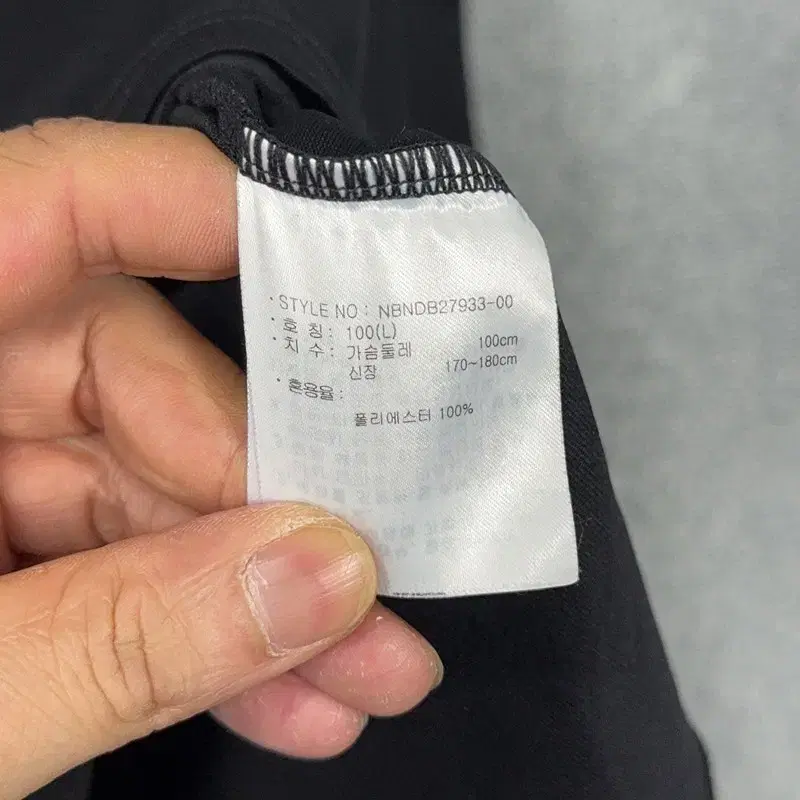 · STYLE NO : NBNDB27933-00
· 호 칭 : 100(L)
· 치 수 : 가슴둘레 100cm
신장 170~180cm
· 혼용율 :
폴리에스터 100%